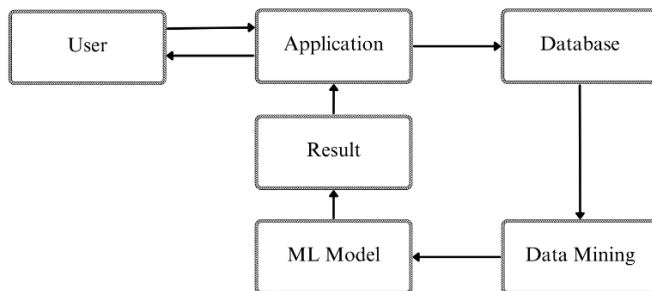 User
Application
Database
Result
ML Model
Data Mining